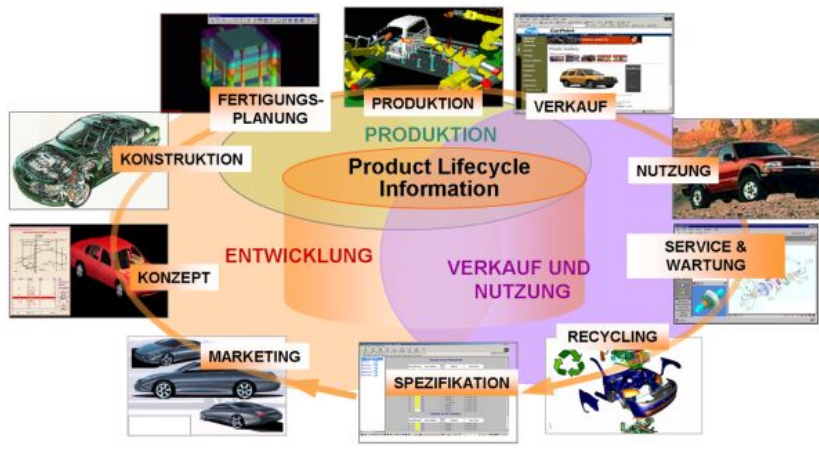 FERTIGUNGS-
PLANUNG
PRODUKTION
VERKAUF
KONSTRUKTION
PRODUKTION
Product Lifecycle
Information
NUTZUNG
ENTWICKLUNG
VERKAUF UND
NUTZUNG
SERVICE &
WARTUNG
KONZEPT
MARKETING
SPEZIFIKATION
RECYCLING
CarPoint